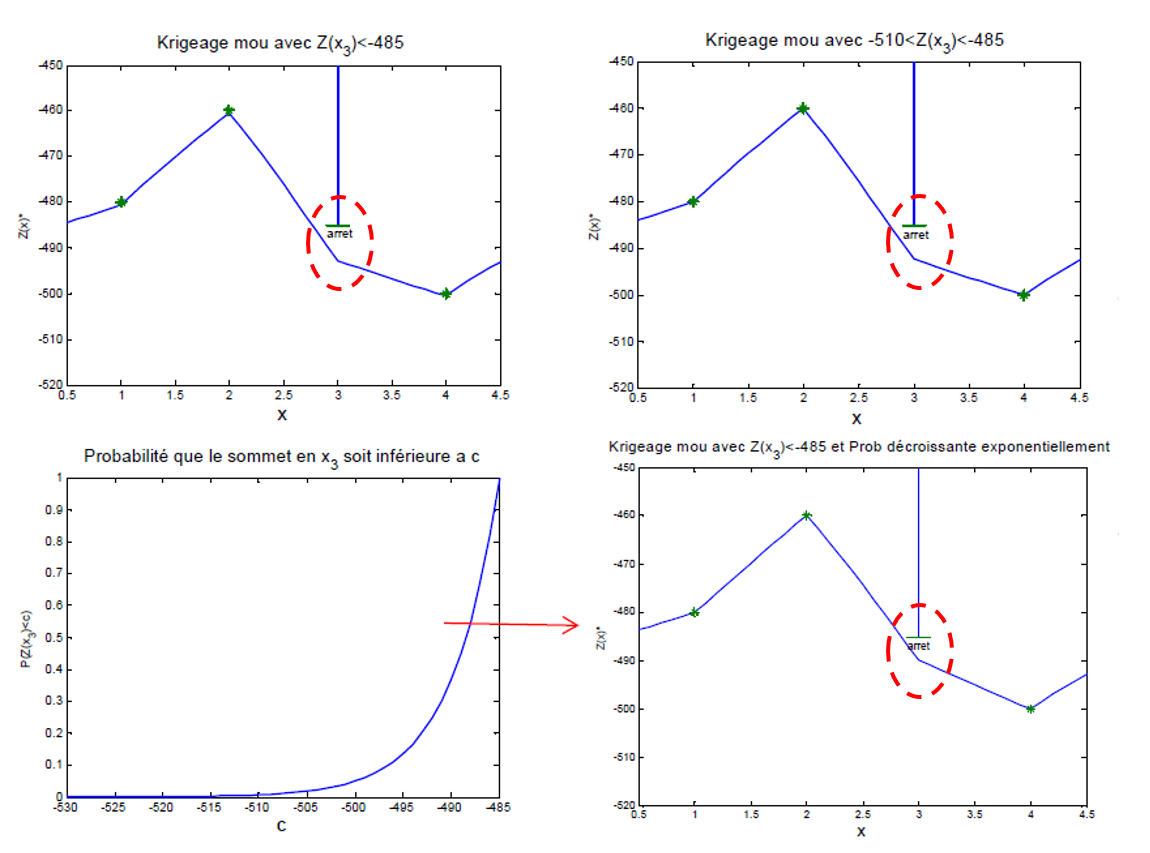 Krigeage mou avec Z(x3)<-485
-450
-460
-470
-480
-490
-500
-510
-520
Z(x)*
arret
0.5 1 1.5 2 2.5 3 3.5 4 4.5
x
Krigeage mou avec -510<Z(x3)<-485
-450
-460
-470
-480
-490
-500
-510
-520
Z(x)*
arret
0.5 1 1.5 2 2.5 3 3.5 4 4.5
x
Probabilité que le sommet en x3 soit inférieure a c
1
0.9
0.8
0.7
0.6
0.5
0.4
0.3
0.2
0.1
0
P(Z(x3)<c)
-530 -525 -520 -515 -510 -505 -500 -495 -490 -485
c
Krigeage mou avec Z(x3)<-485 et Prob décroissante exponentiellement
-450
-460
-470
-480
-490
-500
-510
-520
Z(x)*
arret
0.5 1 1.5 2 2.5 3 3.5 4 4.5
x